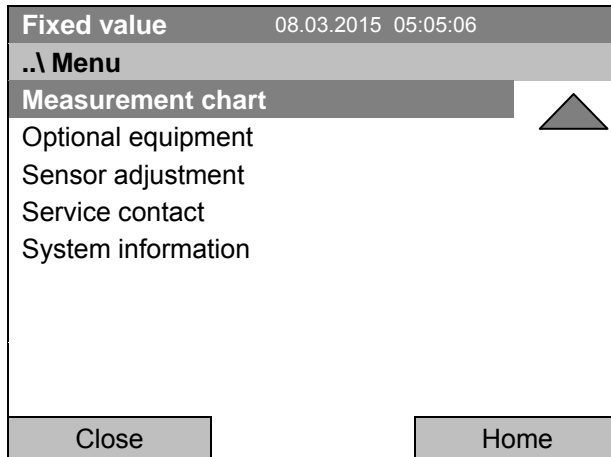 Fixed value 08.03.2015 05:05:06
..\ Menu
Measurement chart
Optional equipment
Sensor adjustment
Service contact
System information
Close Home